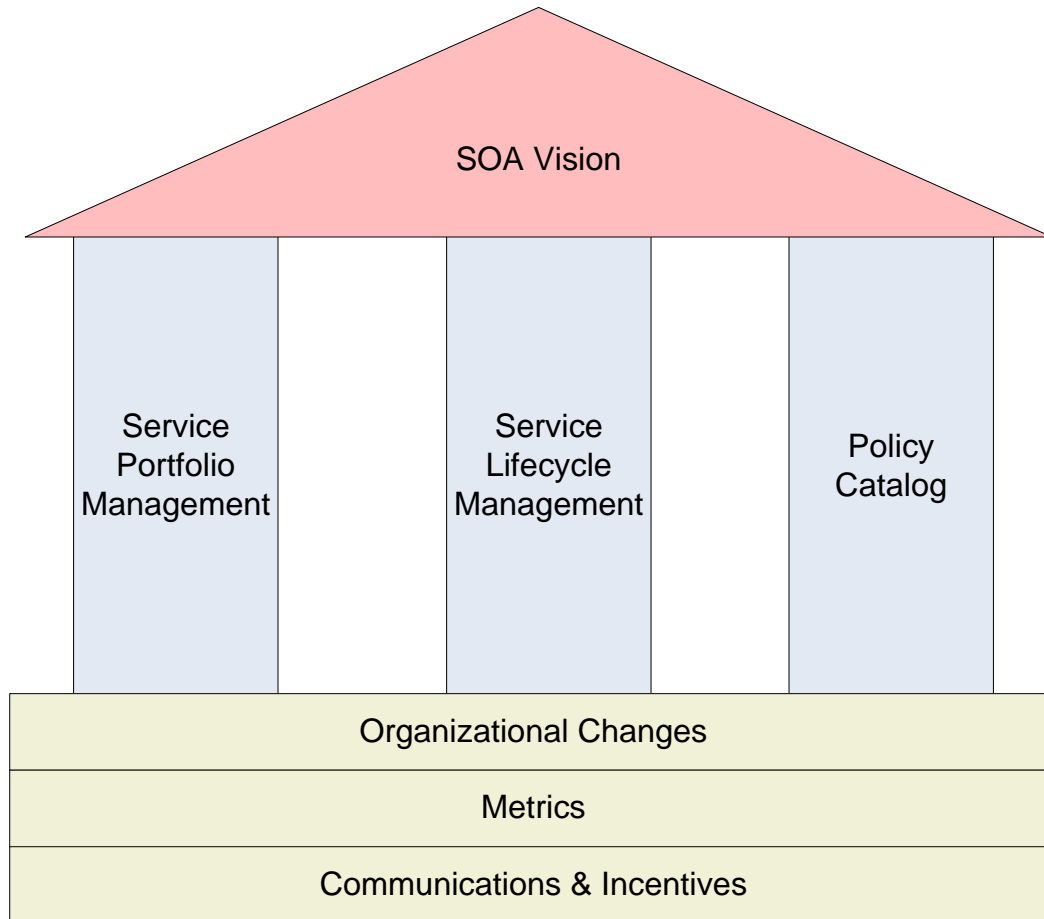 SOA Vision
Service
Portfolio
Management
Service
Lifecycle
Management
Policy
Catalog
Organizational Changes
Metrics
Communications & Incentives